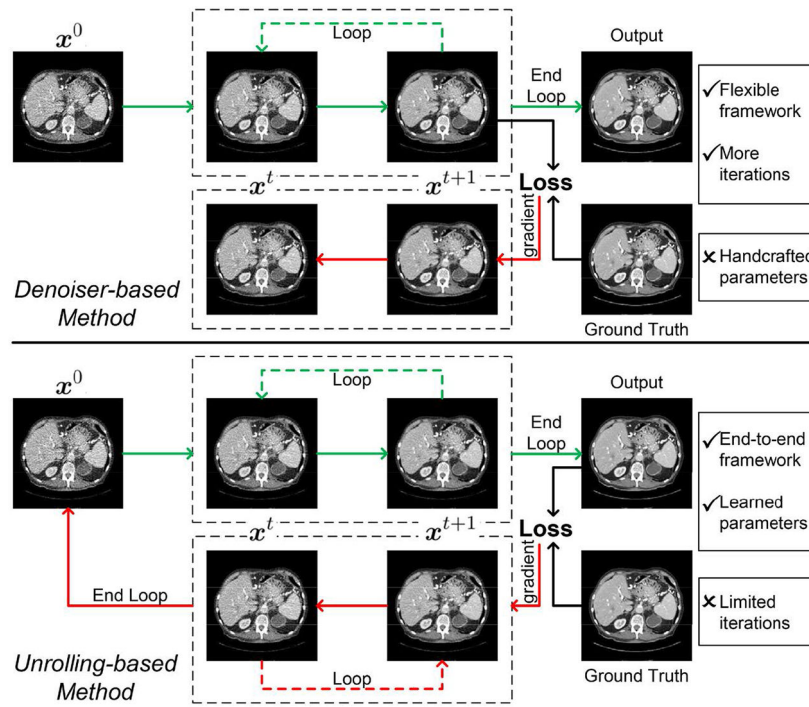 x^0
Loop
Output
End
Loop
✓Flexible
framework
✓More
iterations
x^t
x^{t+1}
Loss
gradient
✗Handcrafted
parameters
Denoiser-based
Method
Ground Truth
x^0
Loop
Output
End
Loop
✓End-to-end
framework
✓Learned
parameters
x^t
x^{t+1}
Loss
gradient
End Loop
✗Limited
iterations
Unrolling-based
Method
Loop
Ground Truth